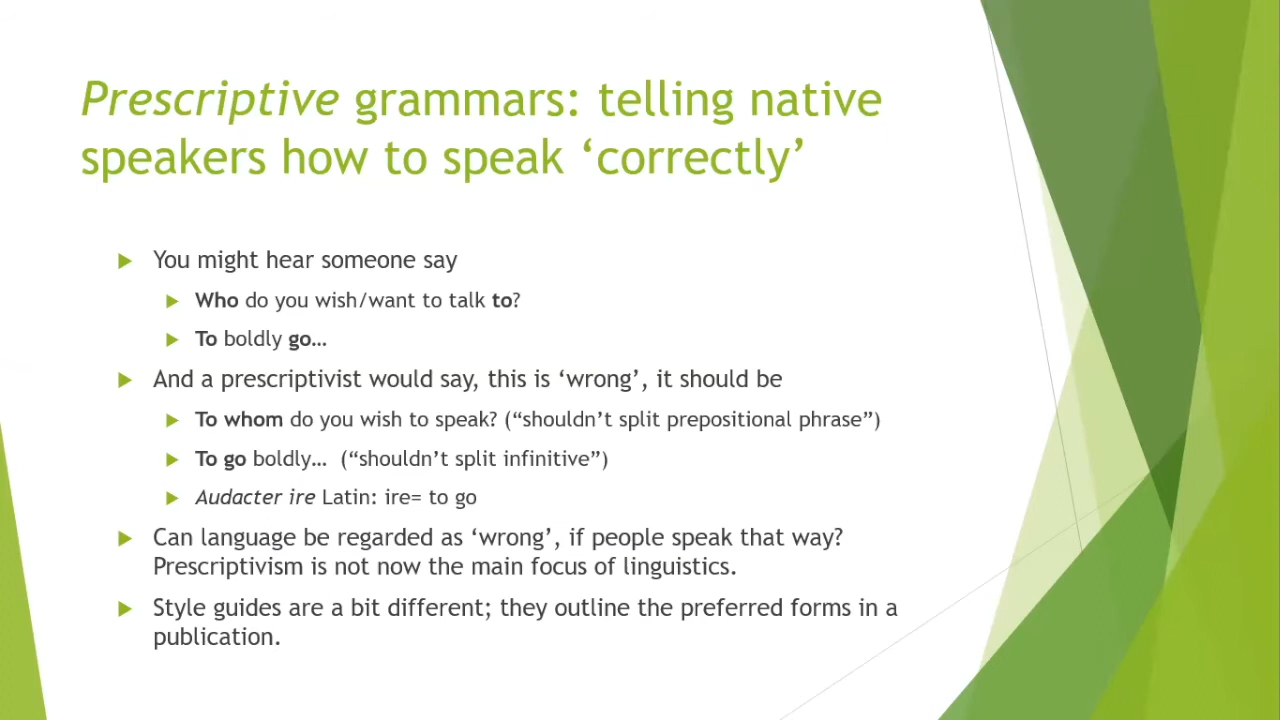 Prescriptive grammars: telling native
speakers how to speak ‘correctly’
You might hear someone say
Who do you wish/want to talk to?
To boldly go…
And a prescriptivist would say, this is ‘wrong’, it should be
To whom do you wish to speak? (“shouldn’t split prepositional phrase”)
To go boldly… (“shouldn’t split infinitive”)
Audacter ire Latin: ire= to go
Can language be regarded as ‘wrong’, if people speak that way?
Prescriptivism is not now the main focus of linguistics.
Style guides are a bit different; they outline the preferred forms in a
publication.